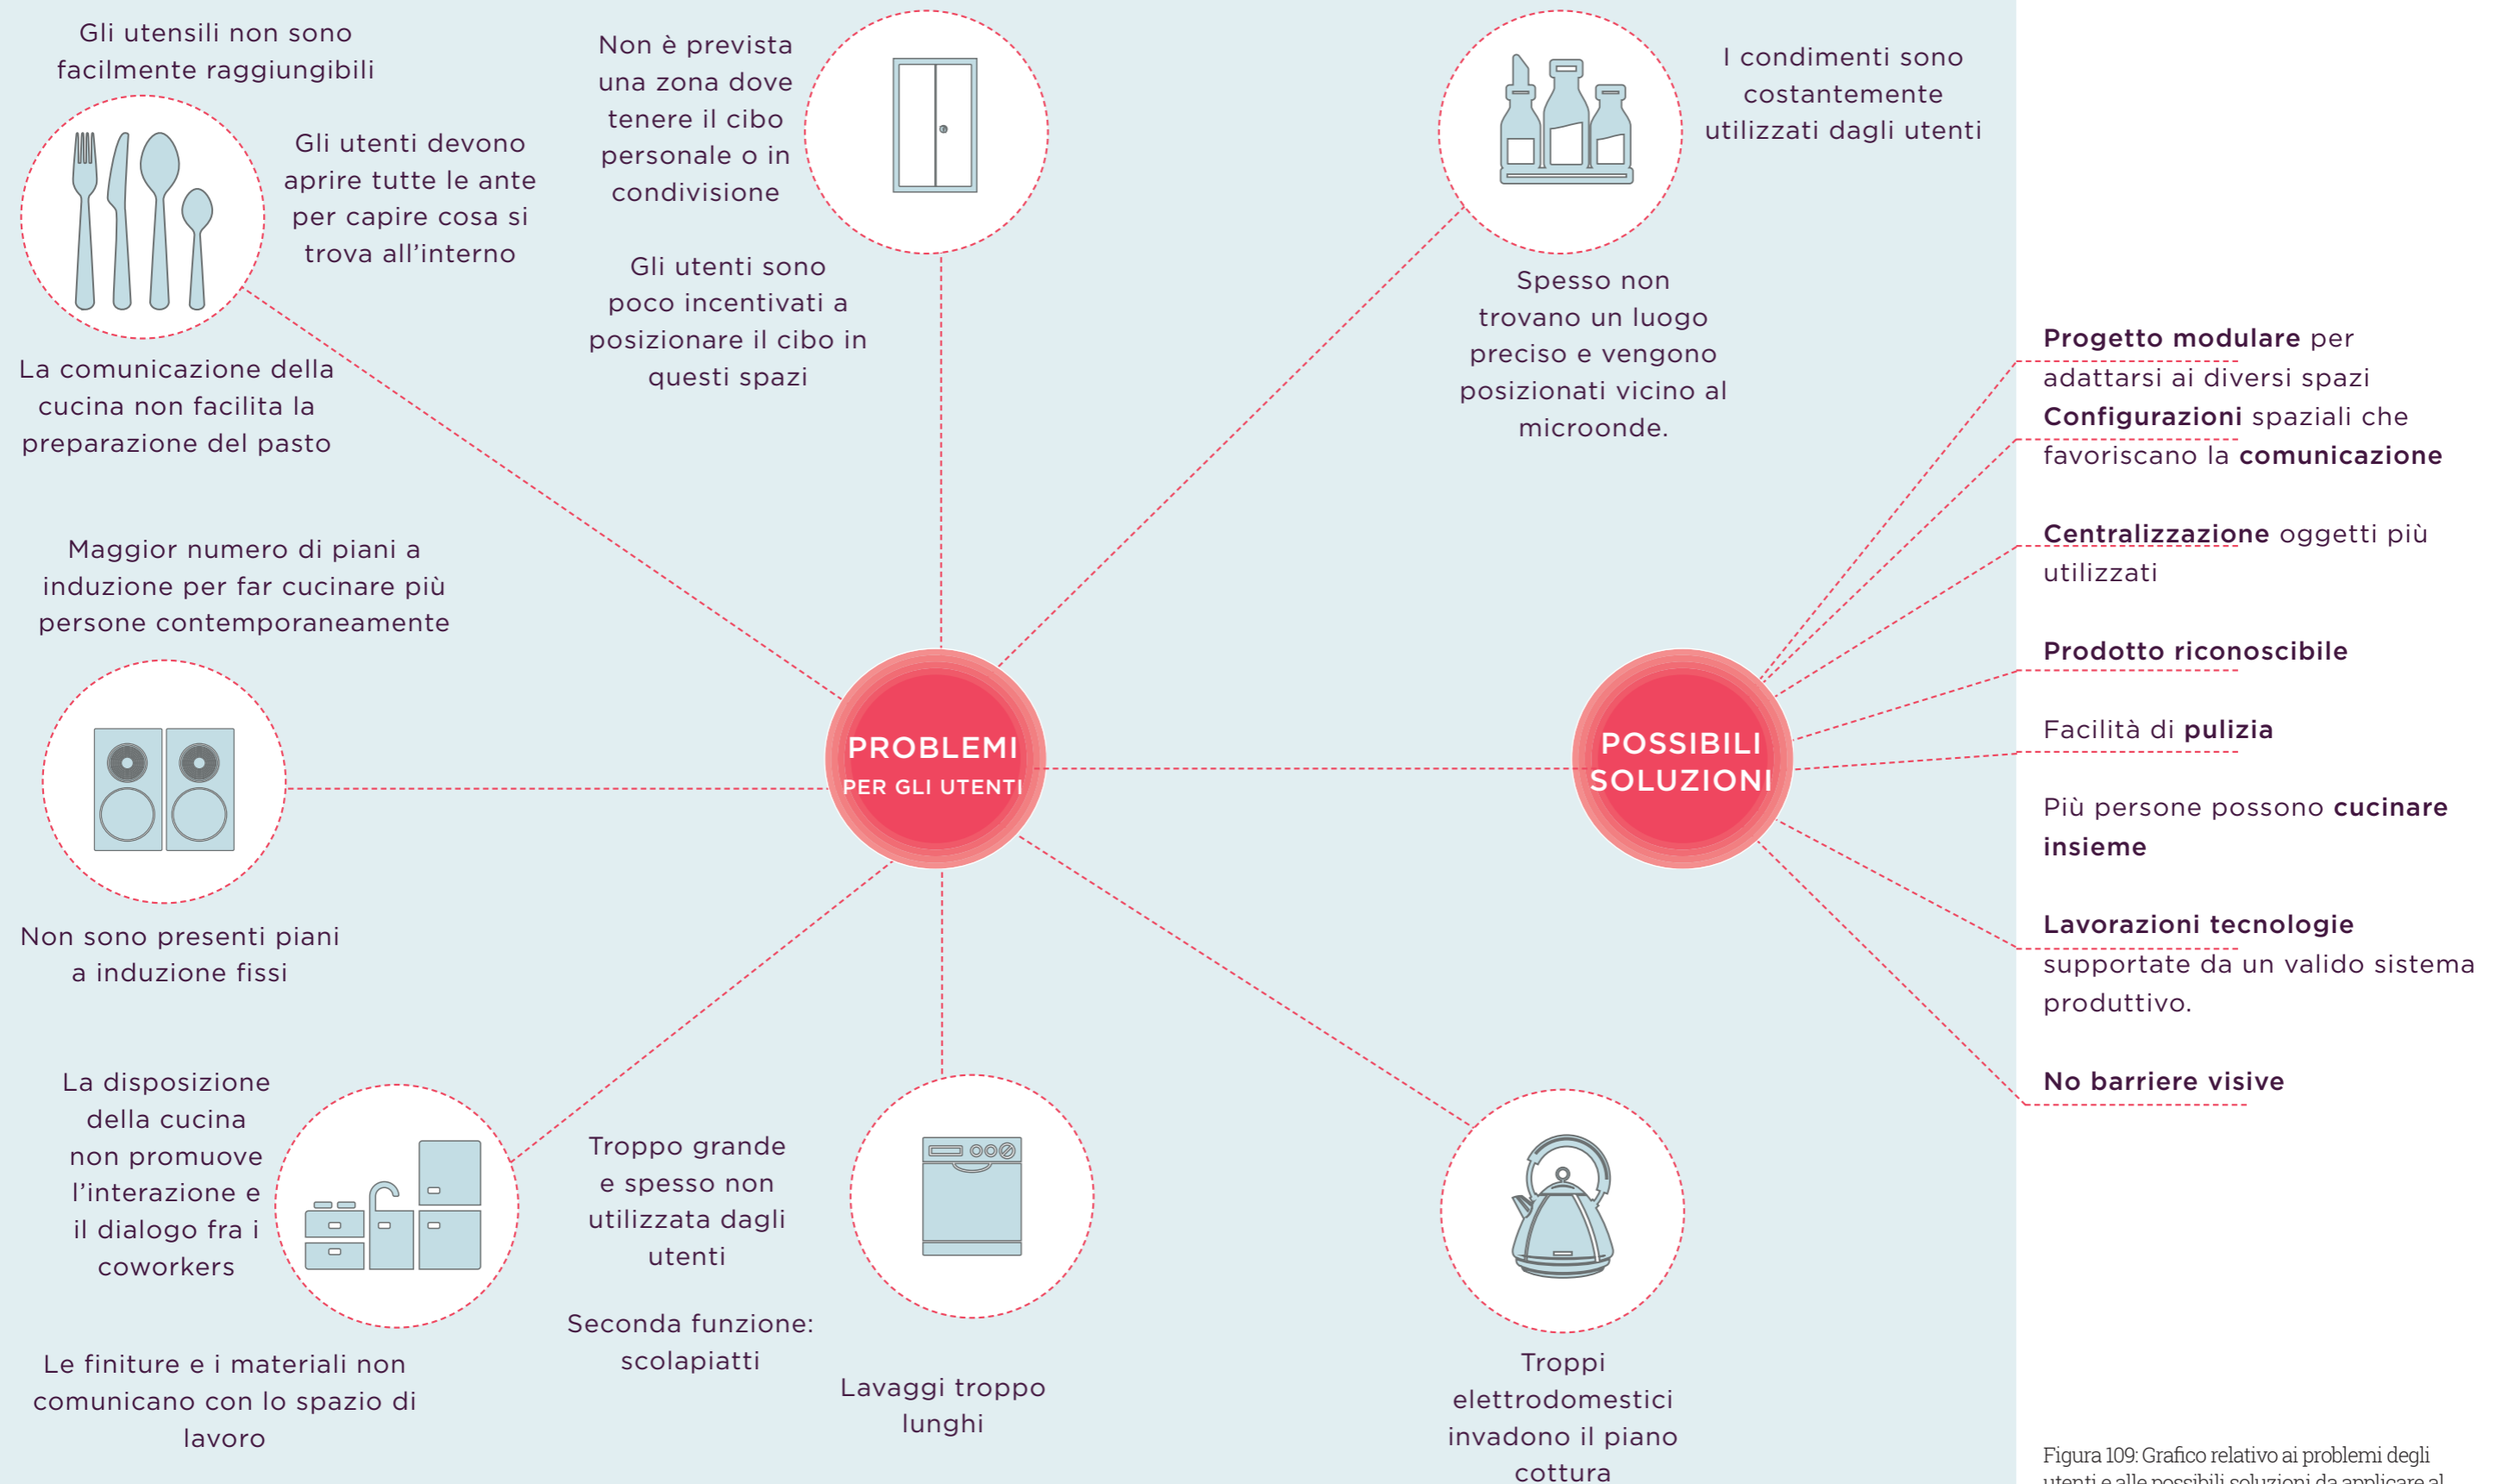 Gli utensili non sono
facilmente raggiungibili
Gli utenti devono
aprire tutte le ante
per capire cosa si
trova all'interno
La comunicazione della
cucina non facilita la
preparazione del pasto
Non è prevista
una zona dove
tenere il cibo
personale o in
condivisione
Gli utenti sono
poco incentivati a
posizionare il cibo in
questi spazi
I condimenti sono
costantemente
utilizzati dagli utenti
Spesso non
trovano un luogo
preciso e vengono
posizionati vicino al
microonde.
Maggior numero di piani a
induzione per far cucinare più
persone contemporaneamente
Non sono presenti piani
a induzione fissi
PROBLEMI
PER GLI UTENTI
POSSIBILI
SOLUZIONI
La disposizione
della cucina
non promuove
l'interazione e
il dialogo fra i
coworkers
Le finiture e i materiali non
comunicano con lo spazio di
lavoro
Troppo grande
e spesso non
utilizzata dagli
utenti
Seconda funzione:
scolapiatti
Lavaggi troppo
lunghi
Troppi
elettrodomestici
invadono il piano
cottura
Progetto modulare per
adattarsi ai diversi spazi
Configurazioni spaziali che
favoriscano la comunicazione
Centralizzazione oggetti più
utilizzati
Prodotto riconoscibile
Facilità di pulizia
Più persone possono cucinare
insieme
Lavorazioni tecnologie
supportate da un valido sistema
produttivo.
No barriere visive
Figura 109: Grafico relativo ai problemi degli
utenti e alle possibili soluzioni da applicare al